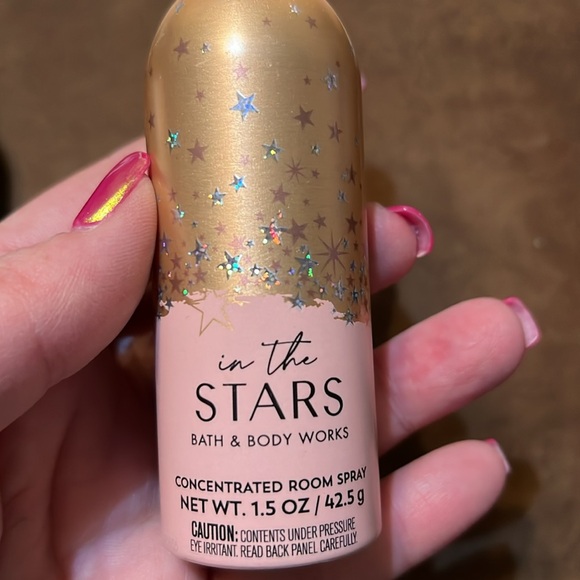 in the
STARS
BATH & BODY WORKS
CONCENTRATED ROOM SPRAY
NET WT. 1.5 OZ / 42.5 g
CAUTION: CONTENTS UNDER PRESSURE
EYE IRRITANT. READ BACK PANEL CAREFULLY.